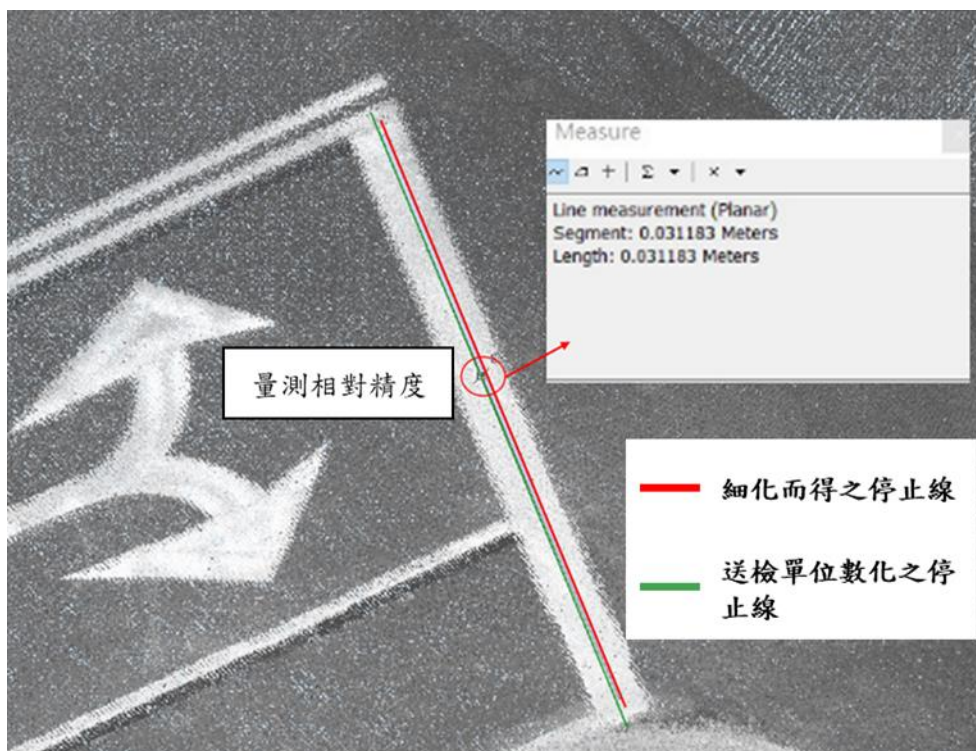 Measure
Line measurement (Planar)
Segment: 0.031183 Meters
Length: 0.031183 Meters
量測相對精度
細化而得之停止線
送檢單位數化之停
止線